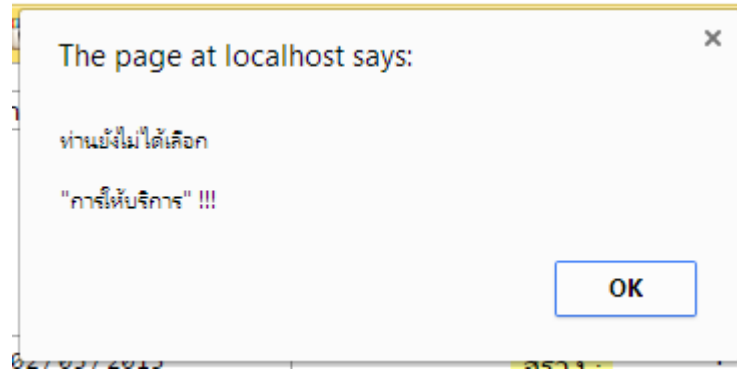 The page at localhost says:
ท่านยังไม่ได้เลือก
"การให้บริการ" !!!
OK